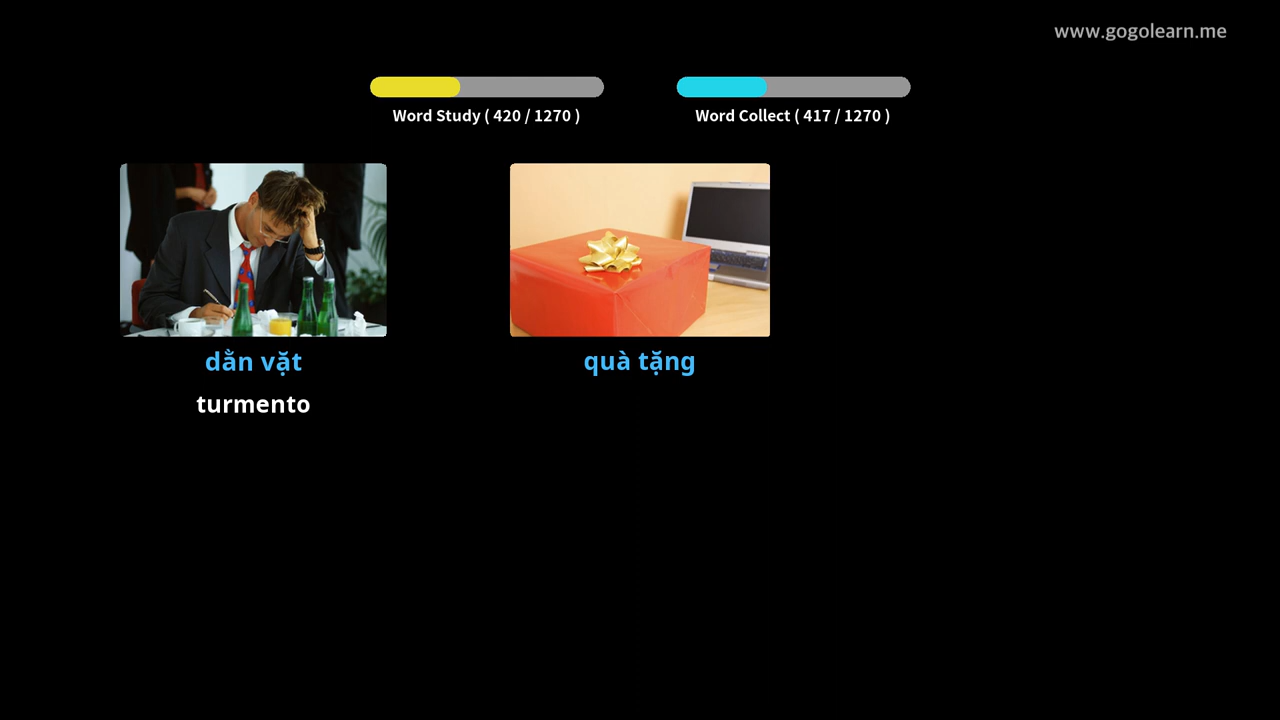 www.gogolearn.me
Word Study ( 420 / 1270 )
Word Collect ( 417 / 1270 )
dằn vặt
turmento
quà tặng